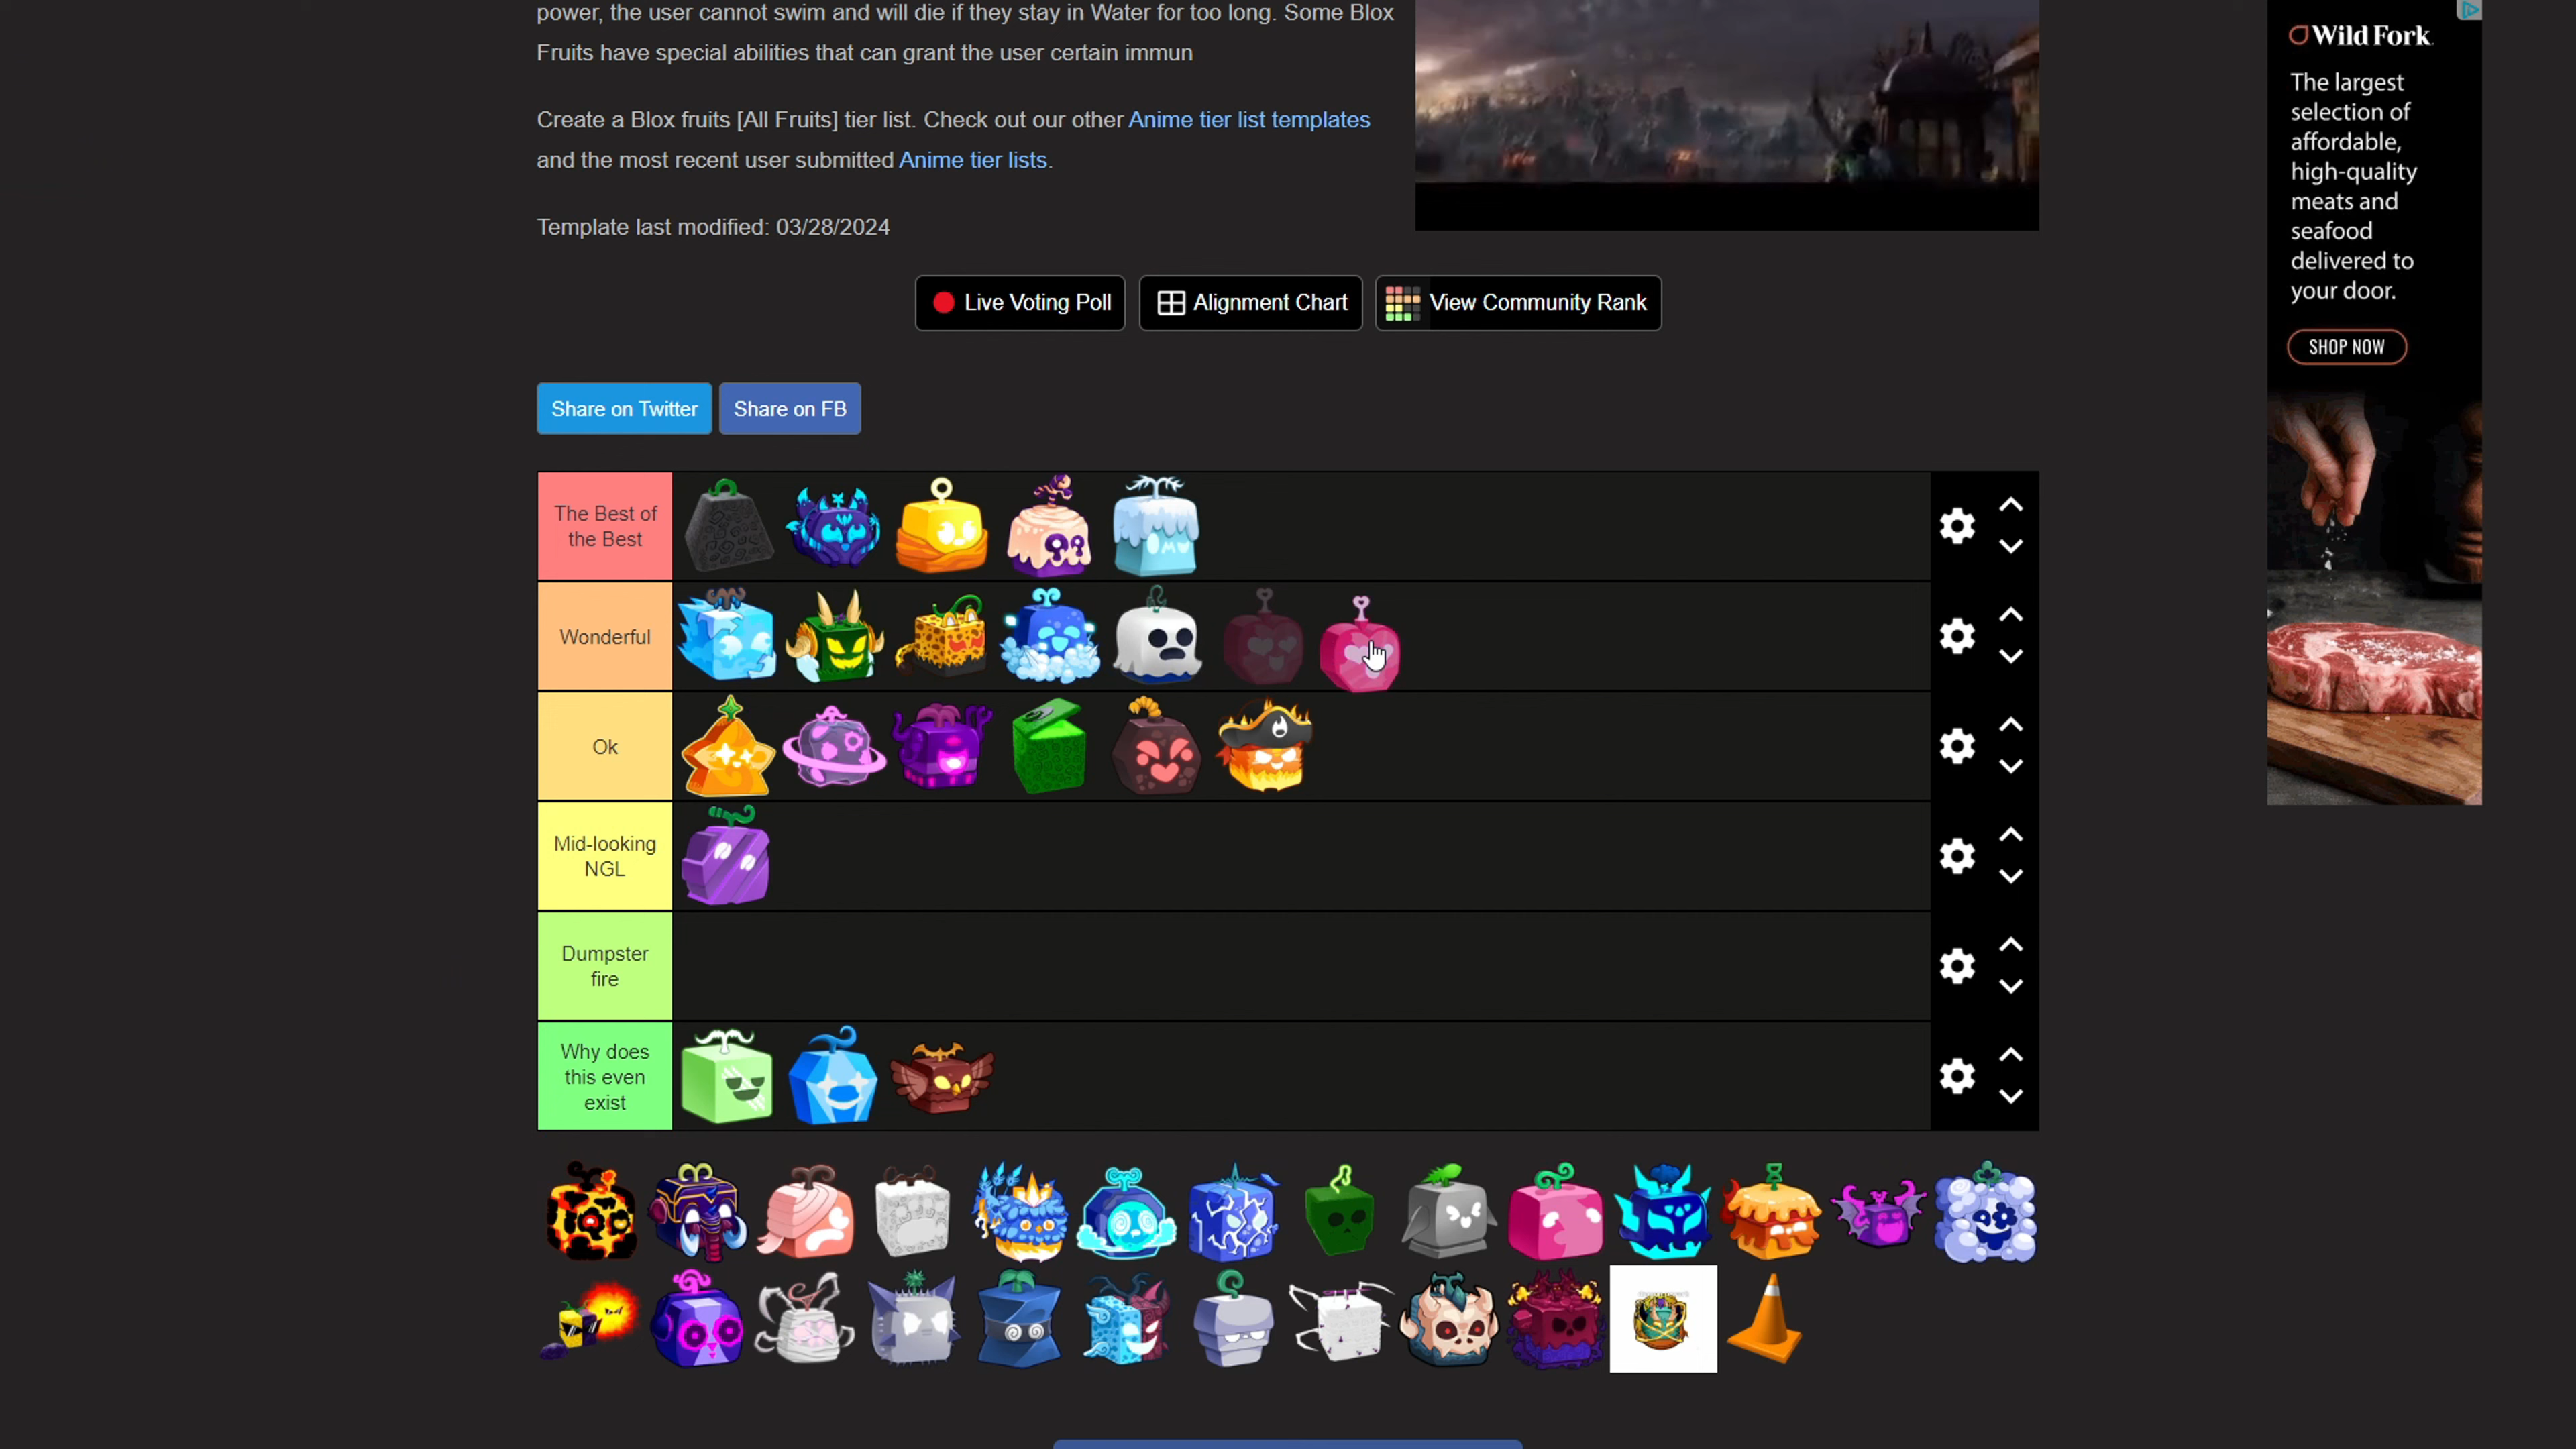 power, the user cannot swim and will die if they stay in Water for too long. Some Blox
Fruits have special abilities that can grant the user certain immun
Create a Blox fruits [All Fruits] tier list. Check out our other Anime tier list templates
and the most recent user submitted Anime tier lists.
Template last modified: 03/28/2024
Live Voting Poll
Alignment Chart
View Community Rank
Share on Twitter
Share on FB
The Best of
the Best
Wonderful
Ok
Mid-looking
NGL
Dumpster
fire
Why does
this even
exist
Wild Fork
The largest
selection of
affordable,
high-quality
meats and
seafood
delivered to
your door.
SHOP NOW